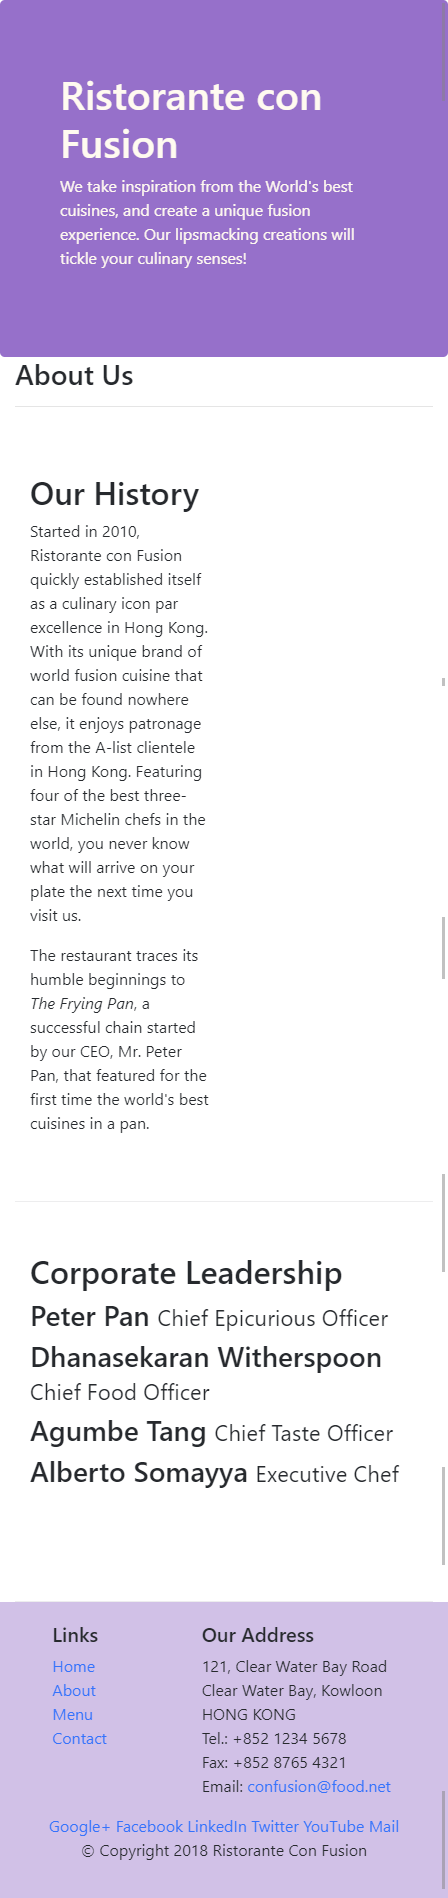 Ristorante con
Fusion
We take inspiration from the World's best
cuisines, and create a unique fusion
experience. Our lipsmacking creations will
tickle your culinary senses!
About Us
Our History
Started in 2010,
Ristorante con Fusion
quickly established itself
as a culinary icon par
excellence in Hong Kong.
With its unique brand of
world fusion cuisine that
can be found nowhere
else, it enjoys patronage
from the A-list clientele
in Hong Kong. Featuring
four of the best three-
star Michelin chefs in the
world, you never know
what will arrive on your
plate the next time you
visit us.
The restaurant traces its
humble beginnings to
The Frying Pan, a
successful chain started
by our CEO, Mr. Peter
Pan, that featured for the
first time the world's best
cuisines in a pan.
Corporate Leadership
Peter Pan Chief Epicurious Officer
Dhanasekaran Witherspoon
Chief Food Officer
Agumbe Tang Chief Taste Officer
Alberto Somayya Executive Chef
Links
Home
About
Menu
Contact
Our Address
121, Clear Water Bay Road
Clear Water Bay, Kowloon
HONG KONG
Tel.: +852 1234 5678
Fax: +852 8765 4321
Email: confusion@food.net
Google+ Facebook LinkedIn Twitter YouTube Mail
© Copyright 2018 Ristorante Con Fusion